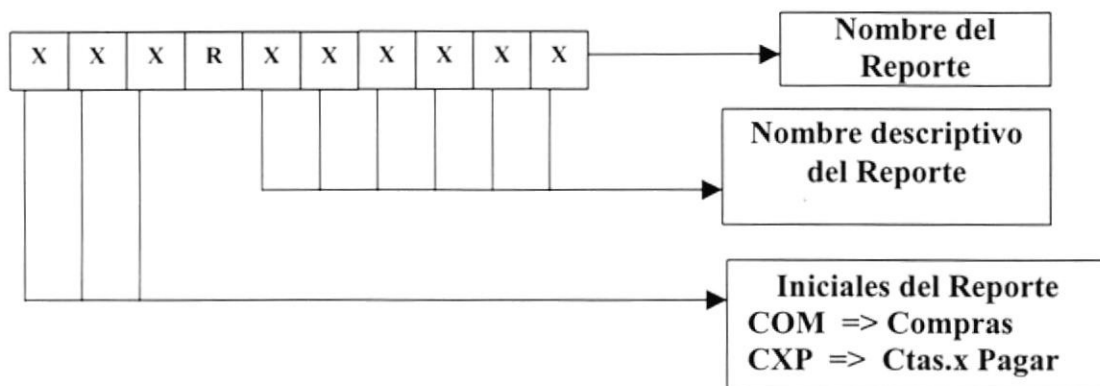 X X X R X X X X X X
Nombre del
Reporte
Nombre descriptivo
del Reporte
Iniciales del Reporte
COM => Compras
CXP => Ctas.x Pagar